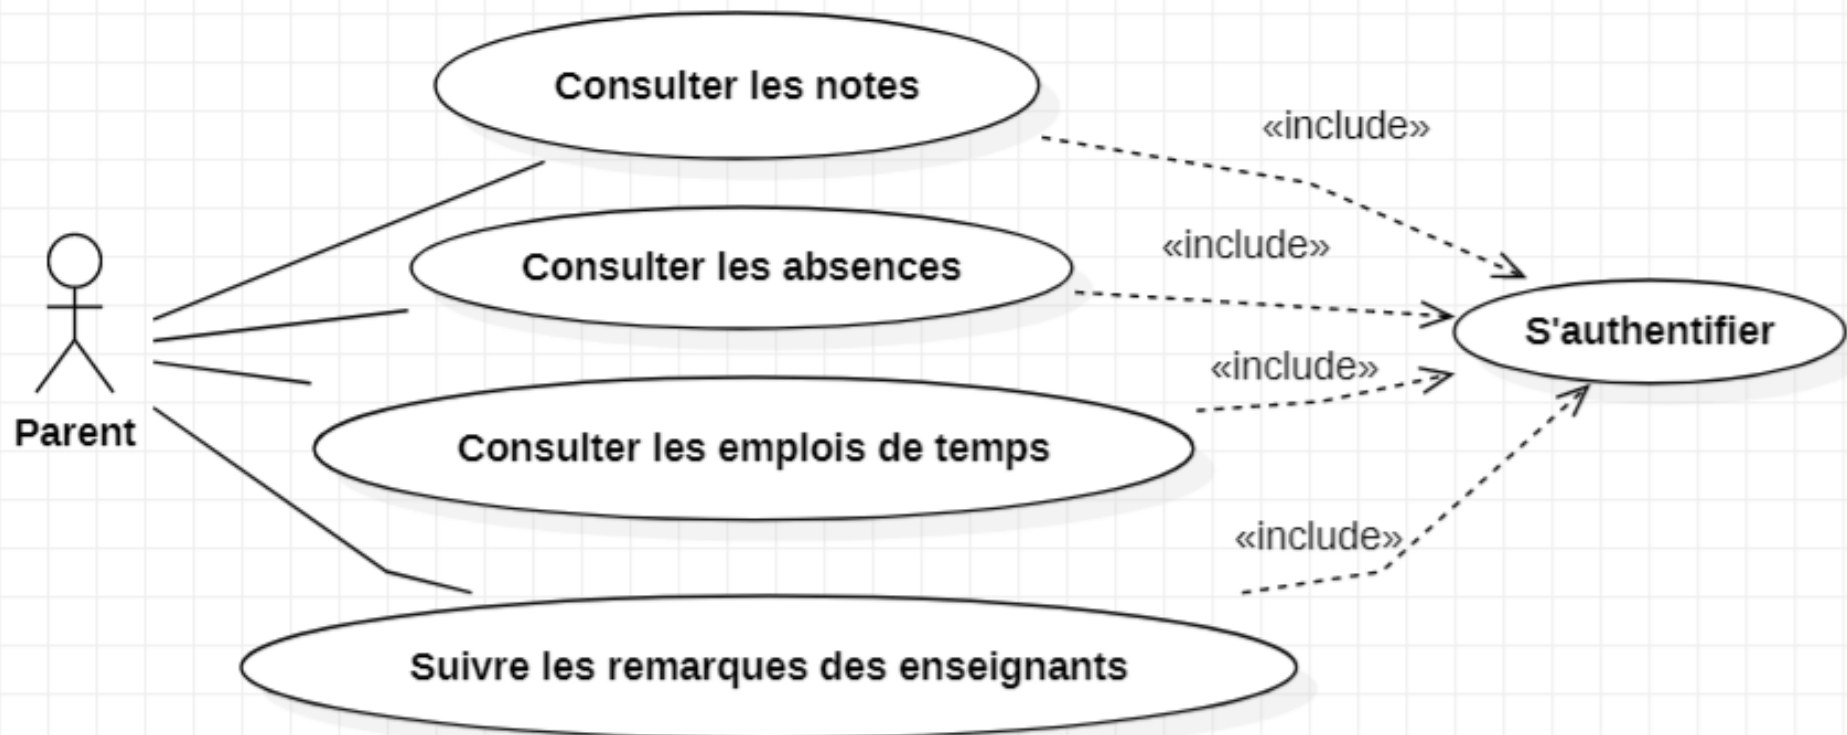 Consulter les notes
«include»
Consulter les absences
«include»
S'authentifier
«include»
Parent
Consulter les emplois de temps
«include»
Suivre les remarques des enseignants